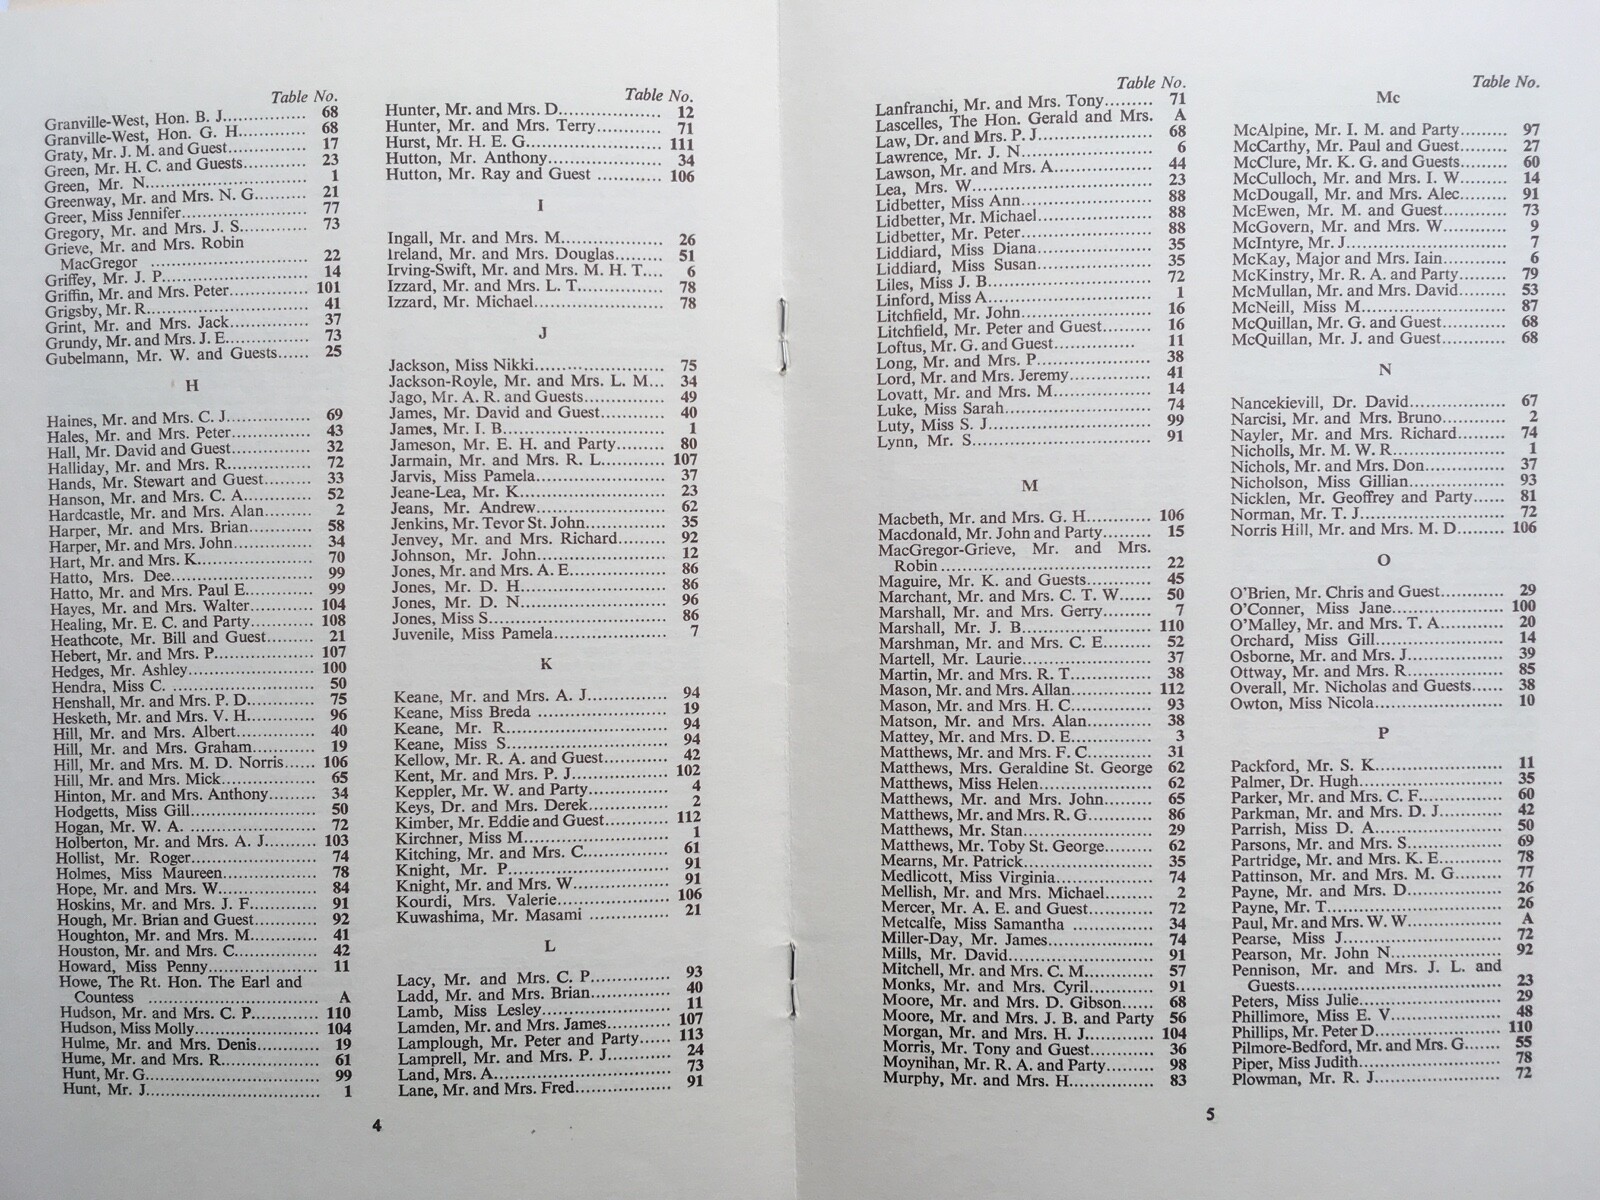 Table No.
Granville-West, Hon. B. J. 68
Granville-West, Hon. G. H. 68
Graty, Mr. J. M. and Guest 17
Green, Mr. H. C. and Guests 23
Green, Mr. N. 1
Greenway, Mr. and Mrs. N. G. 21
Greer, Miss Jennifer 77
Gregory, Mr. and Mrs. J. S. 73
Grieve, Mr. and Mrs. Robin
MacGregor 22
Griffey, Mr. J. P. 14
Griffin, Mr. and Mrs. Peter 101
Grigsby, Mr. R. 41
Grint, Mr. and Mrs. Jack 37
Grundy, Mr. and Mrs. J. E. 73
Gubelmann, Mr. W. and Guests 25
H
Haines, Mr. and Mrs. C. J. 69
Hales, Mr. and Mrs. Peter 43
Hall, Mr. David and Guest 32
Halliday, Mr. and Mrs. R. 72
Hands, Mr. Stewart and Guest 33
Hanson, Mr. and Mrs. C. A. 52
Hardcastle, Mr. and Mrs. Alan 2
Harper, Mr. and Mrs. Brian 58
Harper, Mr. and Mrs. John 34
Hart, Mr. and Mrs. K. 70
Hatto, Mrs. Dee 99
Hatto, Mr. and Mrs. Paul E. 99
Hayes, Mr. and Mrs. Walter 104
Healing, Mr. E. C. and Party 108
Heathcote, Mr. Bill and Guest 21
Hebert, Mr. and Mrs. P. 107
Hedges, Mr. Ashley 100
Hendra, Miss C. 50
Henshall, Mr. and Mrs. P. D. 75
Hesketh, Mr. and Mrs. V. H. 96
Hill, Mr. and Mrs. Albert 40
Hill, Mr. and Mrs. Graham 19
Hill, Mr. and Mrs. M. D. Norris 106
Hill, Mr. and Mrs. Mick 65
Hinton, Mr. and Mrs. Anthony 34
Hodgetts, Miss Gill 50
Hogan, Mr. W. A. 72
Holberton, Mr. and Mrs. A. J. 103
Hollist, Mr. Roger 74
Holmes, Miss Maureen 78
Hope, Mr. and Mrs. W. 84
Hoskins, Mr. and Mrs. J. F. 91
Hough, Mr. Brian and Guest 92
Houghton, Mr. and Mrs. M. 41
Houston, Mr. and Mrs. C. 42
Howard, Miss Penny 11
Howe, The Rt. Hon. The Earl and
Countess A
Hudson, Mr. and Mrs. C. P. 110
Hudson, Miss Molly 104
Hulme, Mr. and Mrs. Denis 19
Hume, Mr. and Mrs. R. 61
Hunt, Mr. G. 99
Hunt, Mr. J. 1
Table No.
Hunter, Mr. and Mrs. D. 12
Hunter, Mr. and Mrs. Terry 71
Hurst, Mr. H. E. G. 111
Hutton, Mr. Anthony 34
Hutton, Mr. Ray and Guest 106
I
Ingall, Mr. and Mrs. M. 26
Ireland, Mr. and Mrs. Douglas 51
Irving-Swift, Mr. and Mrs. M. H. T. 6
Izzard, Mr. and Mrs. L. T. 78
Izzard, Mr. Michael 78
J
Jackson, Miss Nikki 75
Jackson-Royle, Mr. and Mrs. L. M. 34
Jago, Mr. A. R. and Guests 49
James, Mr. David and Guest 40
James, Mr. I. B. 1
Jameson, Mr. E. H. and Party 80
Jarmain, Mr. and Mrs. R. L. 107
Jarvis, Miss Pamela 37
Jeane-Lea, Mr. K. 23
Jeans, Mr. Andrew 62
Jenkins, Mr. Tevor St. John 35
Jenvey, Mr. and Mrs. Richard 92
Johnson, Mr. John 12
Jones, Mr. and Mrs. A. E. 86
Jones, Mr. D. H. 86
Jones, Mr. D. N. 96
Jones, Miss S. 86
Juvenile, Miss Pamela 7
K
Keane, Mr. and Mrs. A. J. 94
Keane, Miss Breda 19
Keane, Mr. R. 94
Keane, Miss S. 94
Kellow, Mr. R. A. and Guest 42
Kent, Mr. and Mrs. P. J. 102
Keppler, Mr. W. and Party 4
Keys, Dr. and Mrs. Derek 2
Kimber, Mr. Eddie and Guest 112
Kirchner, Miss M. 1
Kitching, Mr. and Mrs. C. 61
Knight, Mr. P. 91
Knight, Mr. and Mrs. W. 91
Kourdi, Mrs. Valerie 106
Kuwashima, Mr. Masami 21
L
Lacy, Mr. and Mrs. C. P. 93
Ladd, Mr. and Mrs. Brian 40
Lamb, Miss Lesley 11
Lamden, Mr. and Mrs. James 107
Lamplough, Mr. Peter and Party 113
Lamprell, Mr. and Mrs. P. J. 24
Land, Mrs. A. 73
Lane, Mr. and Mrs. Fred 91
4
Table No.
Lanfranchi, Mr. and Mrs. Tony 71
Lascelles, The Hon. Gerald and Mrs. A
Law, Dr. and Mrs. P. J. 68
Lawrence, Mr. J. N. 6
Lawson, Mr. and Mrs. A. 44
Lea, Mrs. W. 23
Lidbetter, Miss Ann 88
Lidbetter, Mr. Michael 88
Lidbetter, Mr. Peter 88
Liddiard, Miss Diana 35
Liddiard, Miss Susan 35
Liles, Miss J. B. 72
Linford, Miss A. 1
Litchfield, Mr. John 16
Litchfield, Mr. Peter and Guest 16
Loftus, Mr. G. and Guest 11
Long, Mr. and Mrs. P. 38
Lord, Mr. and Mrs. Jeremy 41
Lovatt, Mr. and Mrs. M. 14
Luke, Miss Sarah 74
Luty, Miss S. J. 99
Lynn, Mr. S. 91
M
Macbeth, Mr. and Mrs. G. H. 106
Macdonald, Mr. John and Party 15
MacGregor-Grieve, Mr. and Mrs.
Robin 22
Maguire, Mr. K. and Guests 45
Marchant, Mr. and Mrs. C. T. W. 50
Marshall, Mr. and Mrs. Gerry 7
Marshall, Mr. J. B. 110
Marshman, Mr. and Mrs. C. E. 52
Martell, Mr. Laurie 37
Martin, Mr. and Mrs. R. T. 38
Mason, Mr. and Mrs. Allan 112
Mason, Mr. and Mrs. H. C. 93
Matson, Mr. and Mrs. Alan 38
Mattey, Mr. and Mrs. D. E. 3
Matthews, Mr. and Mrs. F. C. 31
Matthews, Mrs. Geraldine St. George 62
Matthews, Miss Helen 62
Matthews, Mr. and Mrs. John 65
Matthews, Mr. and Mrs. R. G. 86
Matthews, Mr. Stan 29
Matthews, Mr. Toby St. George 62
Mearns, Mr. Patrick 35
Medlicott, Miss Virginia 74
Mellish, Mr. and Mrs. Michael 2
Mercer, Mr. A. E. and Guest 72
Metcalfe, Miss Samantha 34
Miller-Day, Mr. James 74
Mills, Mr. David 91
Mitchell, Mr. and Mrs. C. M. 57
Monks, Mr. and Mrs. Cyril 91
Moore, Mr. and Mrs. D. Gibson 68
Moore, Mr. and Mrs. J. B. and Party 56
Morgan, Mr. and Mrs. H. J. 104
Morris, Mr. Tony and Guest 36
Moynihan, Mr. R. A. and Party 98
Murphy, Mr. and Mrs. H. 83
Table No.
Mc
McAlpine, Mr. I. M. and Party 97
McCarthy, Mr. Paul and Guest 27
McClure, Mr. K. G. and Guests 60
McCulloch, Mr. and Mrs. I. W. 14
McDougall, Mr. and Mrs. Alec 91
McEwen, Mr. M. and Guest 73
McGovern, Mr. and Mrs. W. 9
McIntyre, Mr. J. 7
McKay, Major and Mrs. Iain 6
McKinstry, Mr. R. A. and Party 79
McMullan, Mr. and Mrs. David 53
McNeill, Miss M. 87
McQuillan, Mr. G. and Guest 68
McQuillan, Mr. J. and Guest 68
N
Nancekievill, Dr. David 67
Narcisi, Mr. and Mrs. Bruno 2
Nayler, Mr. and Mrs. Richard 74
Nicholls, Mr. M. W. R. 1
Nichols, Mr. and Mrs. Don 37
Nicholson, Miss Gillian 93
Nicklen, Mr. Geoffrey and Party 81
Norman, Mr. T. J. 72
Norris Hill, Mr. and Mrs. M. D. 106
O
O'Brien, Mr. Chris and Guest 29
O'Conner, Miss Jane 100
O'Malley, Mr. and Mrs. T. A. 20
Orchard, Miss Gill 14
Osborne, Mr. and Mrs. J. 39
Ottway, Mr. and Mrs. R. 85
Overall, Mr. Nicholas and Guests 38
Owton, Miss Nicola 10
P
Packford, Mr. S. K. 11
Palmer, Dr. Hugh 35
Parker, Mr. and Mrs. C. F. 60
Parkman, Mr. and Mrs. D. J. 42
Parrish, Miss D. A. 50
Parsons, Mr. and Mrs. S. 69
Partridge, Mr. and Mrs. K. E. 78
Pattinson, Mr. and Mrs. M. G. 77
Payne, Mr. and Mrs. D. 26
Payne, Mr. T. 26
Paul, Mr. and Mrs. W. W. A
Pearse, Miss J. 72
Pearson, Mr. John N. 92
Pennison, Mr. and Mrs. J. L. and
Guests 23
Peters, Miss Julie 29
Phillimore, Miss E. V. 48
Phillips, Mr. Peter D. 110
Pilmore-Bedford, Mr. and Mrs. G. 55
Piper, Miss Judith 78
Plowman, Mr. R. J. 72
5